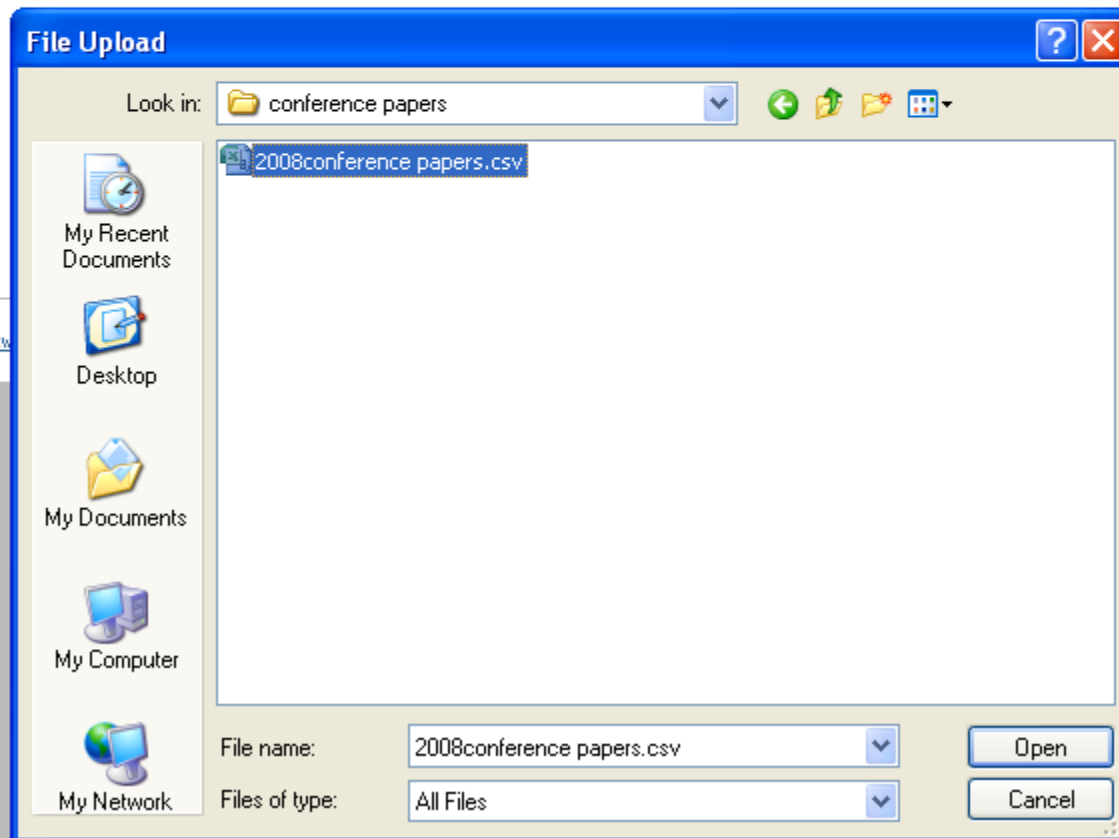 File Upload
Look in: conference papers
2008conference papers.csv
My Recent
Documents
Desktop
My Documents
My Computer
My Network
File name: 2008conference papers.csv Open
Files of type: All Files Cancel